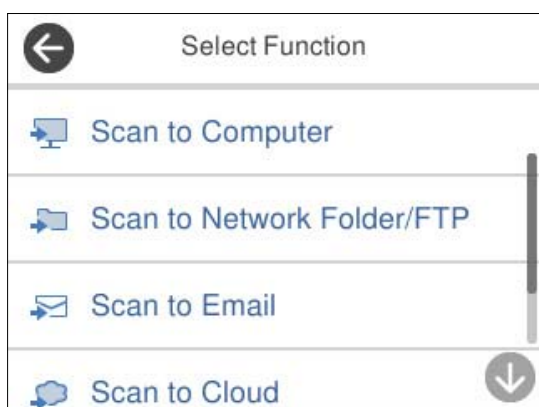 Select Function
Scan to Computer
Scan to Network Folder/FTP
Scan to Email
Scan to Cloud